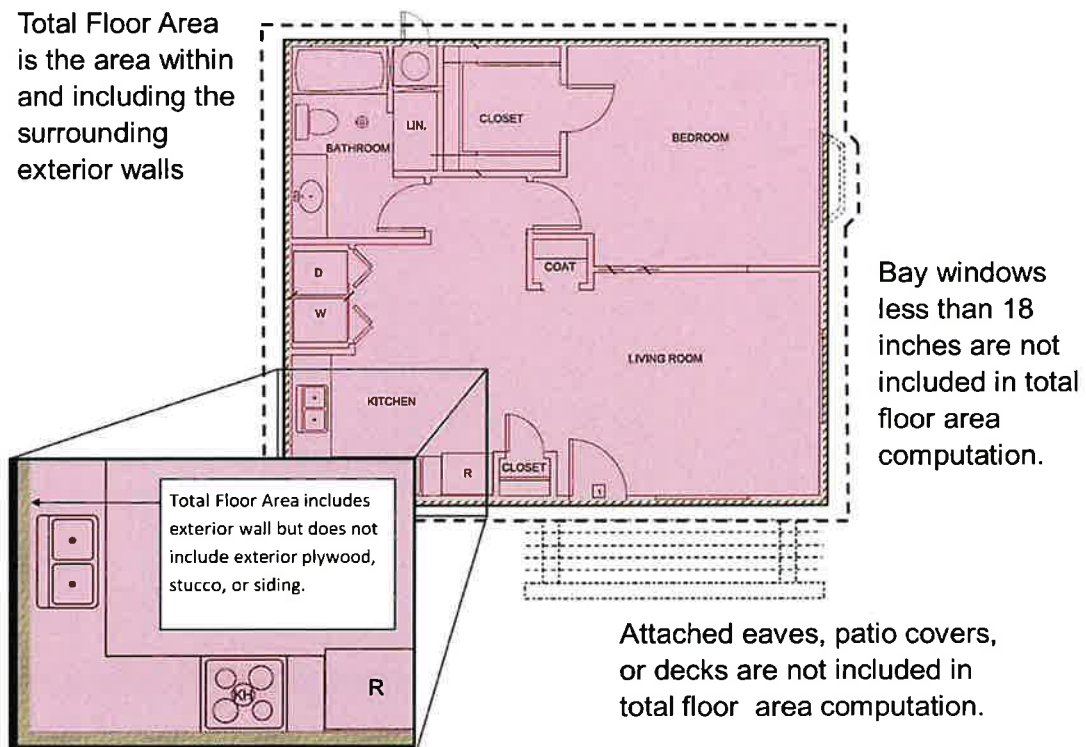 Total Floor Area
is the area within
and including the
surrounding
exterior walls
LIN.
CLOSET
BATHROOM
BEDROOM
D
COAT
W
LIVING ROOM
KITCHEN
R
CLOSET
1
Bay windows
less than 18
inches are not
included in total
floor area
computation.
Total Floor Area includes
exterior wall but does not
include exterior plywood,
stucco, or siding.
KH
R
Attached eaves, patio covers,
or decks are not included in
total floor area computation.